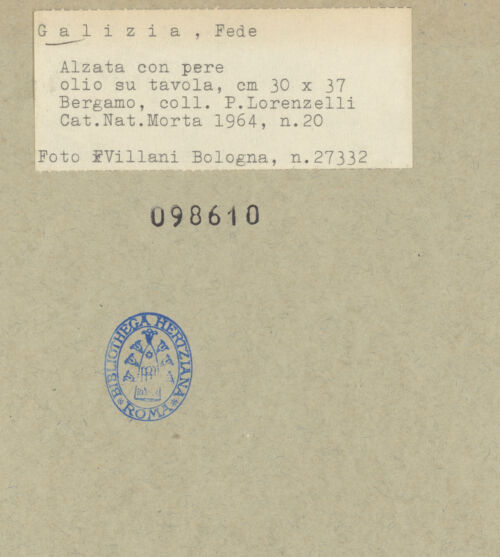 Galizia, Fede
Alzata con pere
olio su tavola, cm 30 x 37
Bergamo, coll. P.Lorenzelli
Cat.Nat.Morta 1964, n.20
Foto Villani Bologna, n.27332
098610
BIBLIOTHECA HERTZIANA
ROMA